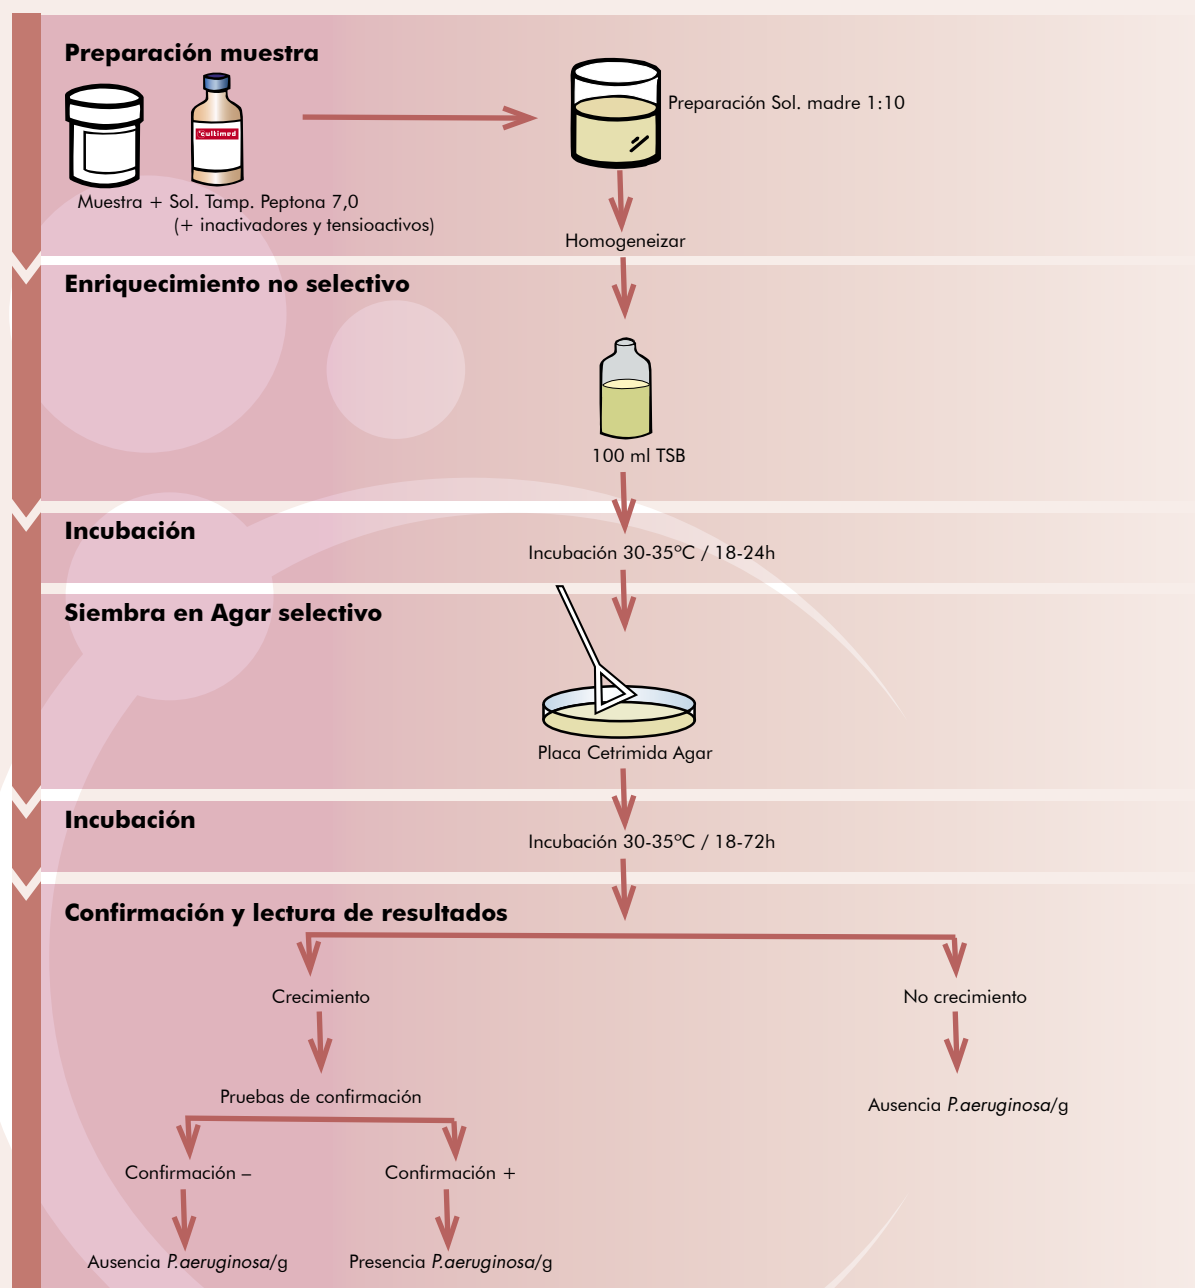 Preparación muestra
'cultimed
Preparación Sol. madre 1:10
Muestra + Sol. Tamp. Peptona 7,0
(+ inactivadores y tensioactivos)
Homogeneizar
Enriquecimiento no selectivo
100 ml TSB
Incubación
Incubación 30-35ºC / 18-24h
Siembra en Agar selectivo
Placa Cetrimida Agar
Incubación
Incubación 30-35ºC / 18-72h
Confirmación y lectura de resultados
Crecimiento
No crecimiento
Pruebas de confirmación
Ausencia P.aeruginosa/g
Confirmación –
Confirmación +
Ausencia P.aeruginosa/g
Presencia P.aeruginosa/g